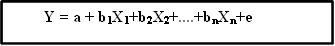 Y = a + b₁X₁+b₂X₂+....+bₙXₙ+e